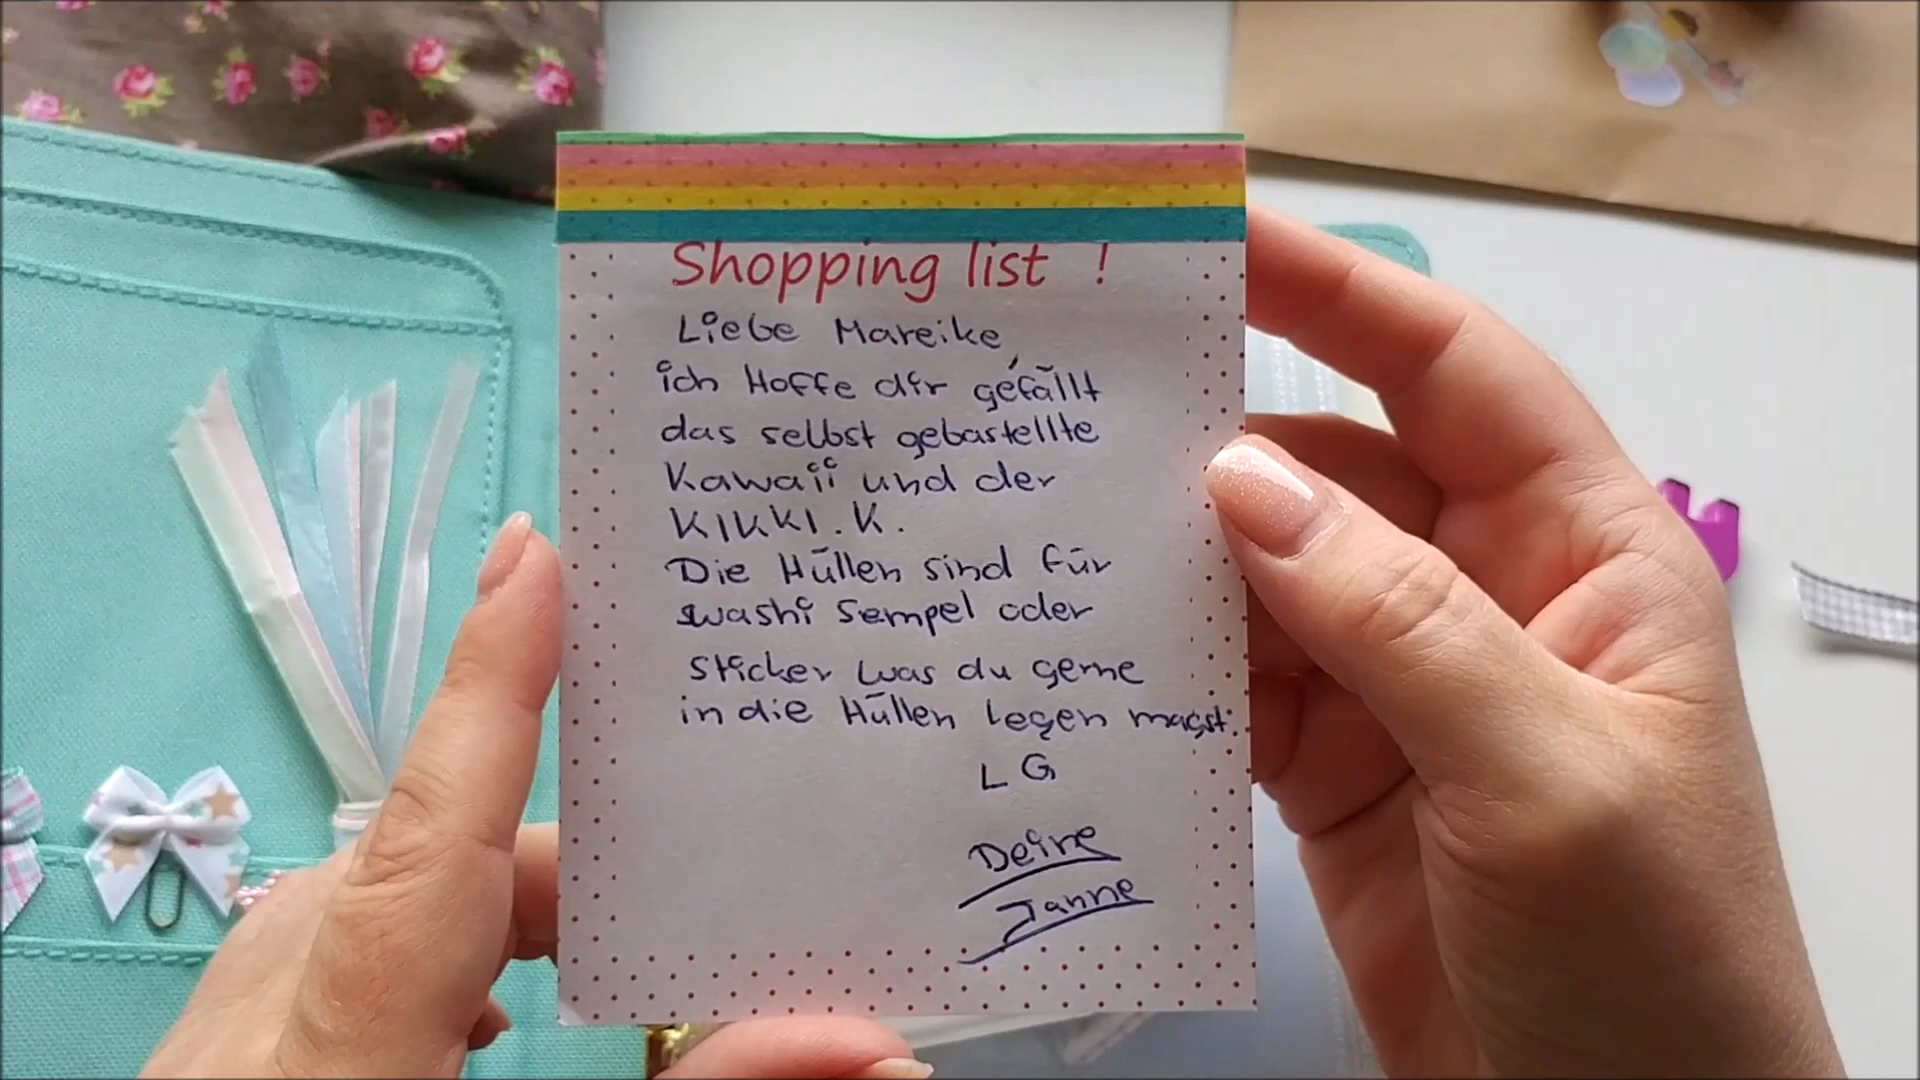 Shopping list !
Liebe Mareike
ich Hoffe dir gefällt
das selbst gebastellte
Kawaii und der
KIKKI.K.
Die Hüllen sind für
washi Sempel oder
Sticker was du gerne
in die Hüllen legen magst.
LG
Deine
Janne